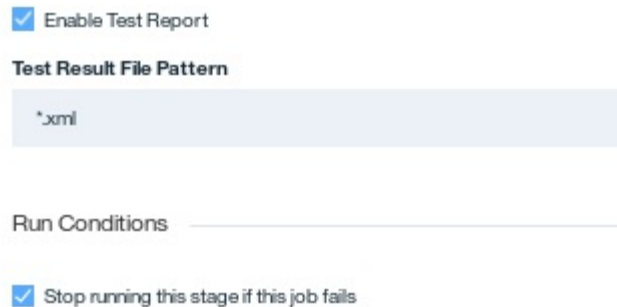 Enable Test Report
Test Result File Pattern
*.xml
Run Conditions
Stop running this stage if this job fails